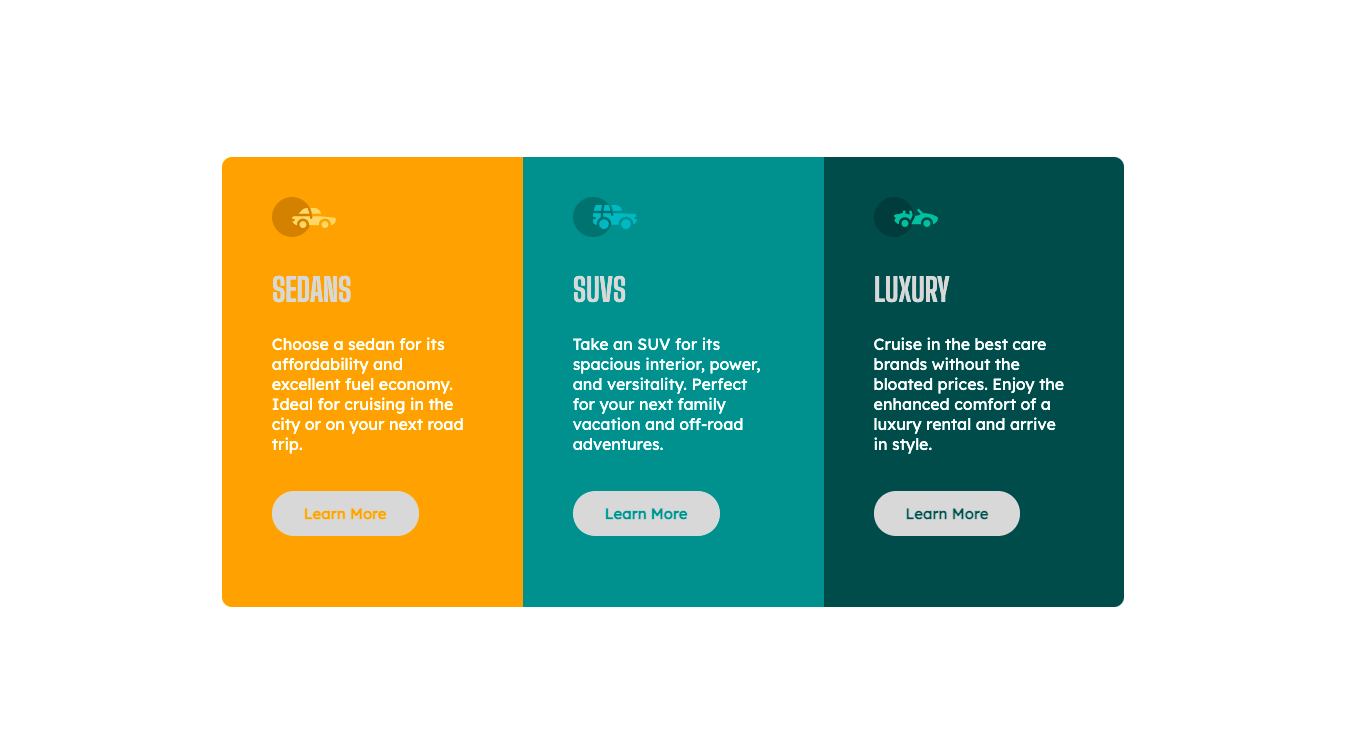 SEDANS
Choose a sedan for its
affordability and
excellent fuel economy.
Ideal for cruising in the
city or on your next road
trip.
Learn More
SUVS
Take an SUV for its
spacious interior, power,
and versitality. Perfect
for your next family
vacation and off-road
adventures.
Learn More
LUXURY
Cruise in the best care
brands without the
bloated prices. Enjoy the
enhanced comfort of a
luxury rental and arrive
in style.
Learn More